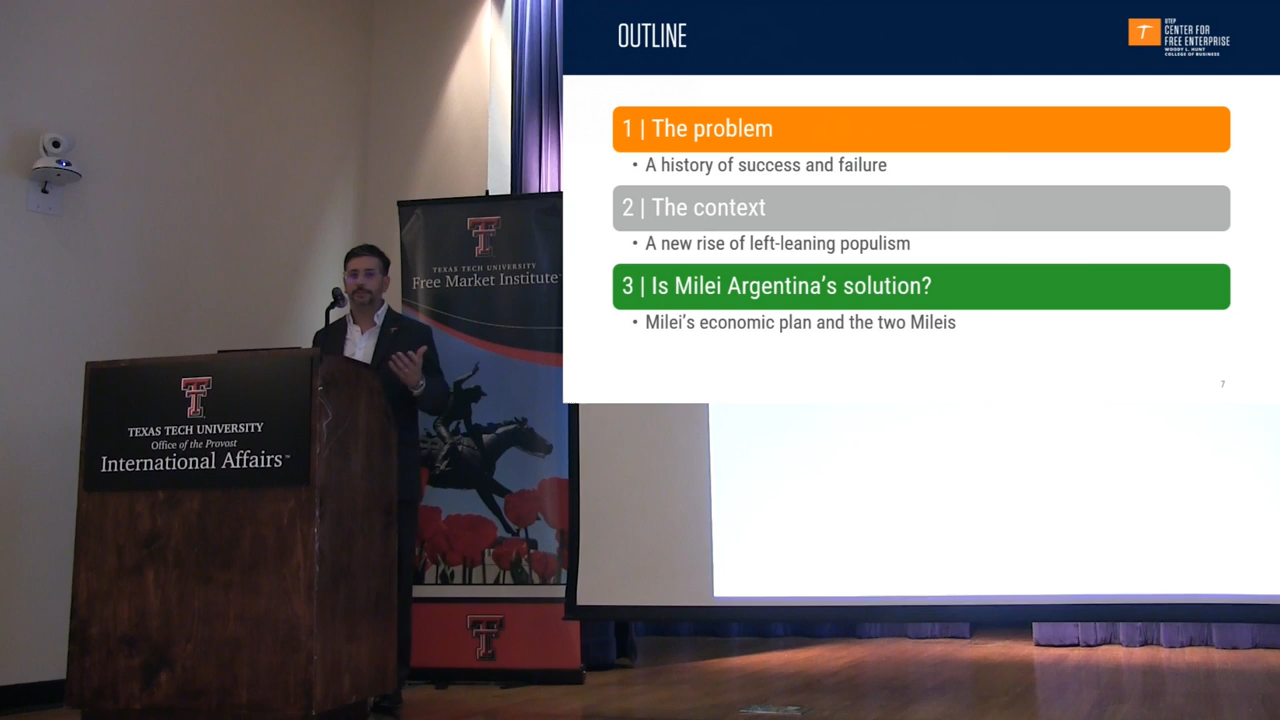 OUTLINE
UTEP
CENTER FOR
FREE ENTERPRISE
WOODY L. HUNT
COLLEGE OF BUSINESS
1 | The problem
• A history of success and failure
2 | The context
• A new rise of left-leaning populism
3 | Is Milei Argentina's solution?
• Milei's economic plan and the two Mileis
7
TEXAS TECH UNIVERSITY
Free Market Institute
TEXAS TECH UNIVERSITY
Office of the Provost
International Affairs™